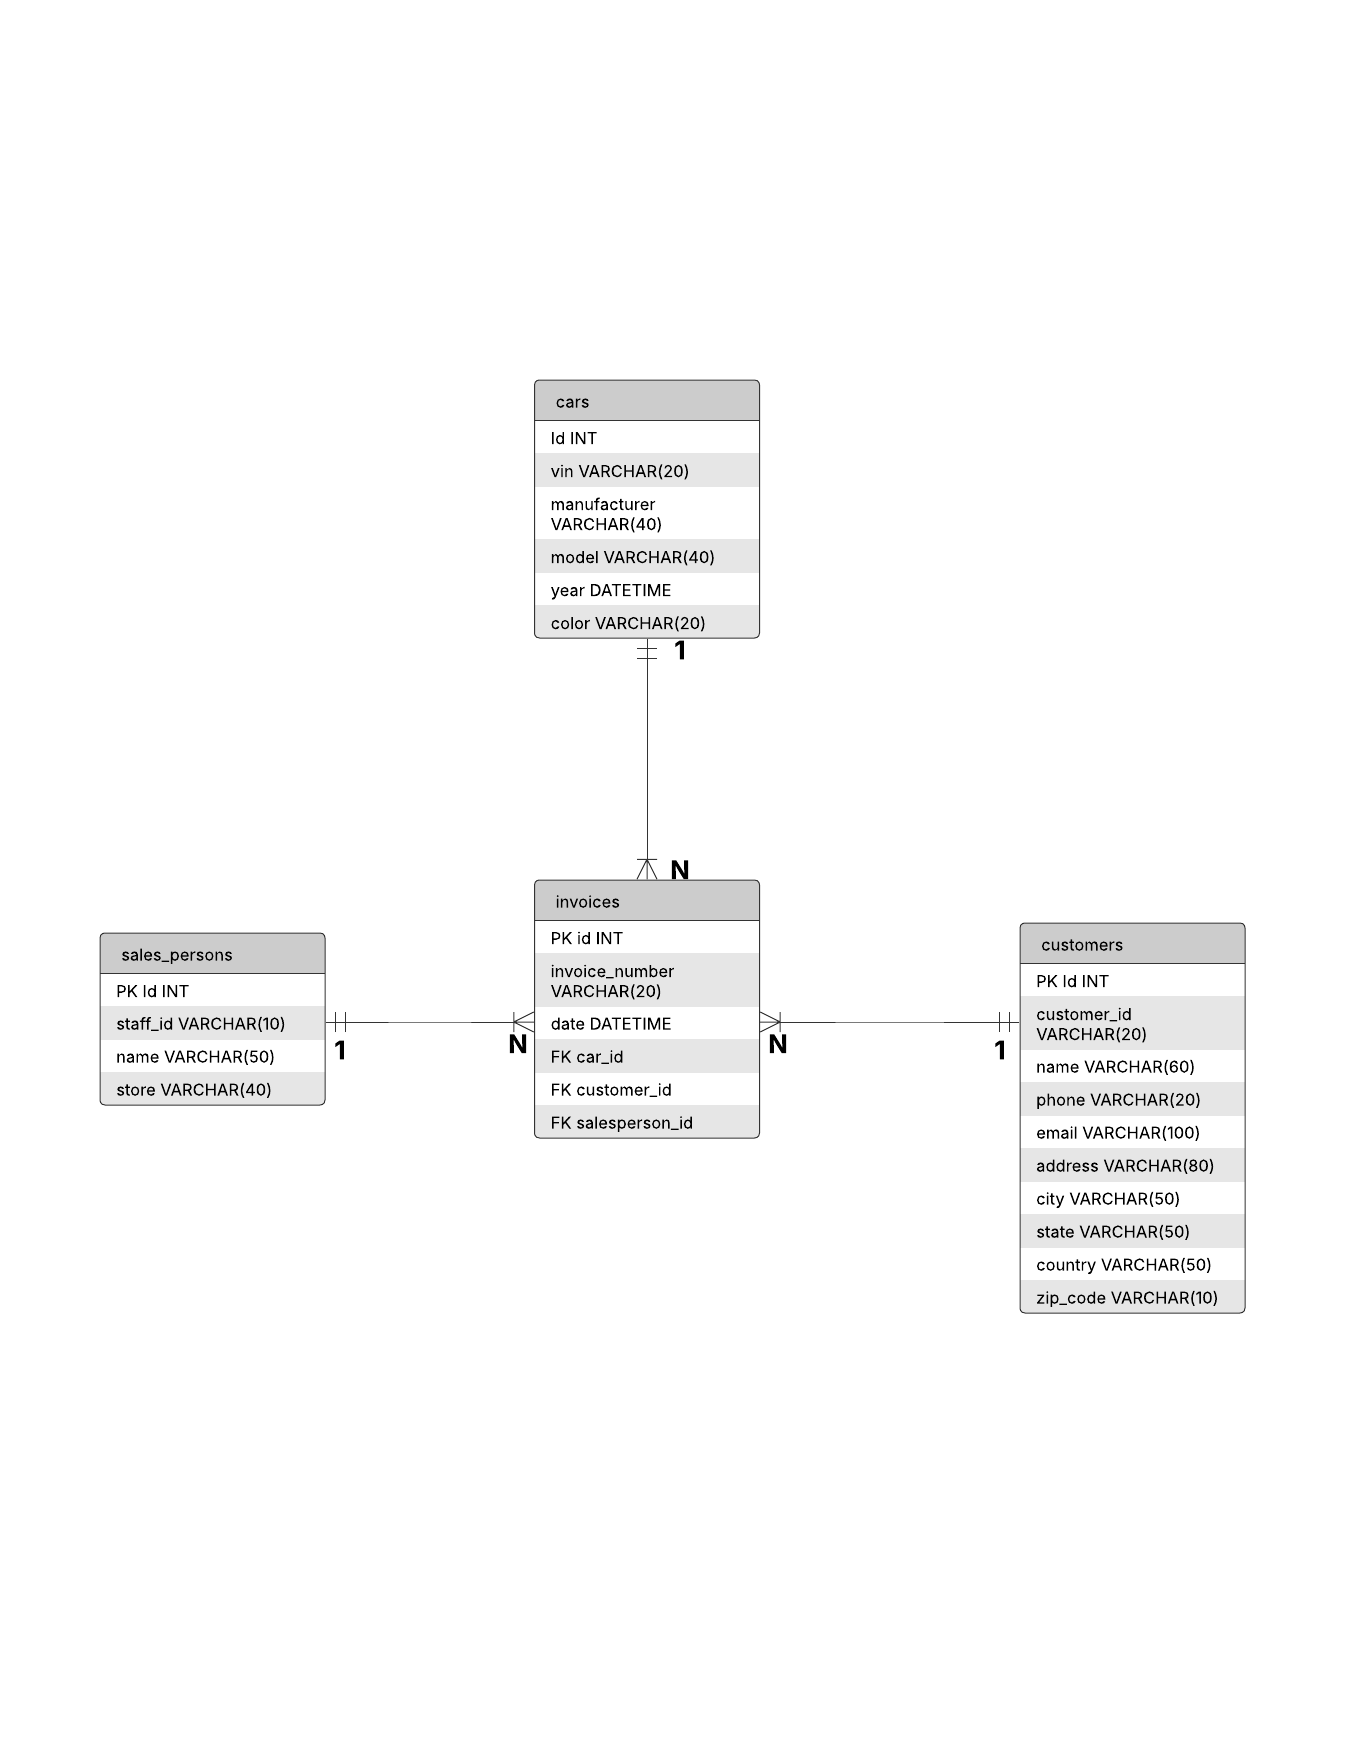 cars
Id INT
vin VARCHAR(20)
manufacturer
VARCHAR(40)
model VARCHAR(40)
year DATETIME
color VARCHAR(20)
1
N
invoices
PK id INT
invoice_number
VARCHAR(20)
date DATETIME
FK car_id
FK customer_id
FK salesperson_id
sales_persons
PK Id INT
staff_id VARCHAR(10)
name VARCHAR(50)
store VARCHAR(40)
1
N
N
1
customers
PK Id INT
customer_id
VARCHAR(20)
name VARCHAR(60)
phone VARCHAR(20)
email VARCHAR(100)
address VARCHAR(80)
city VARCHAR(50)
state VARCHAR(50)
country VARCHAR(50)
zip_code VARCHAR(10)